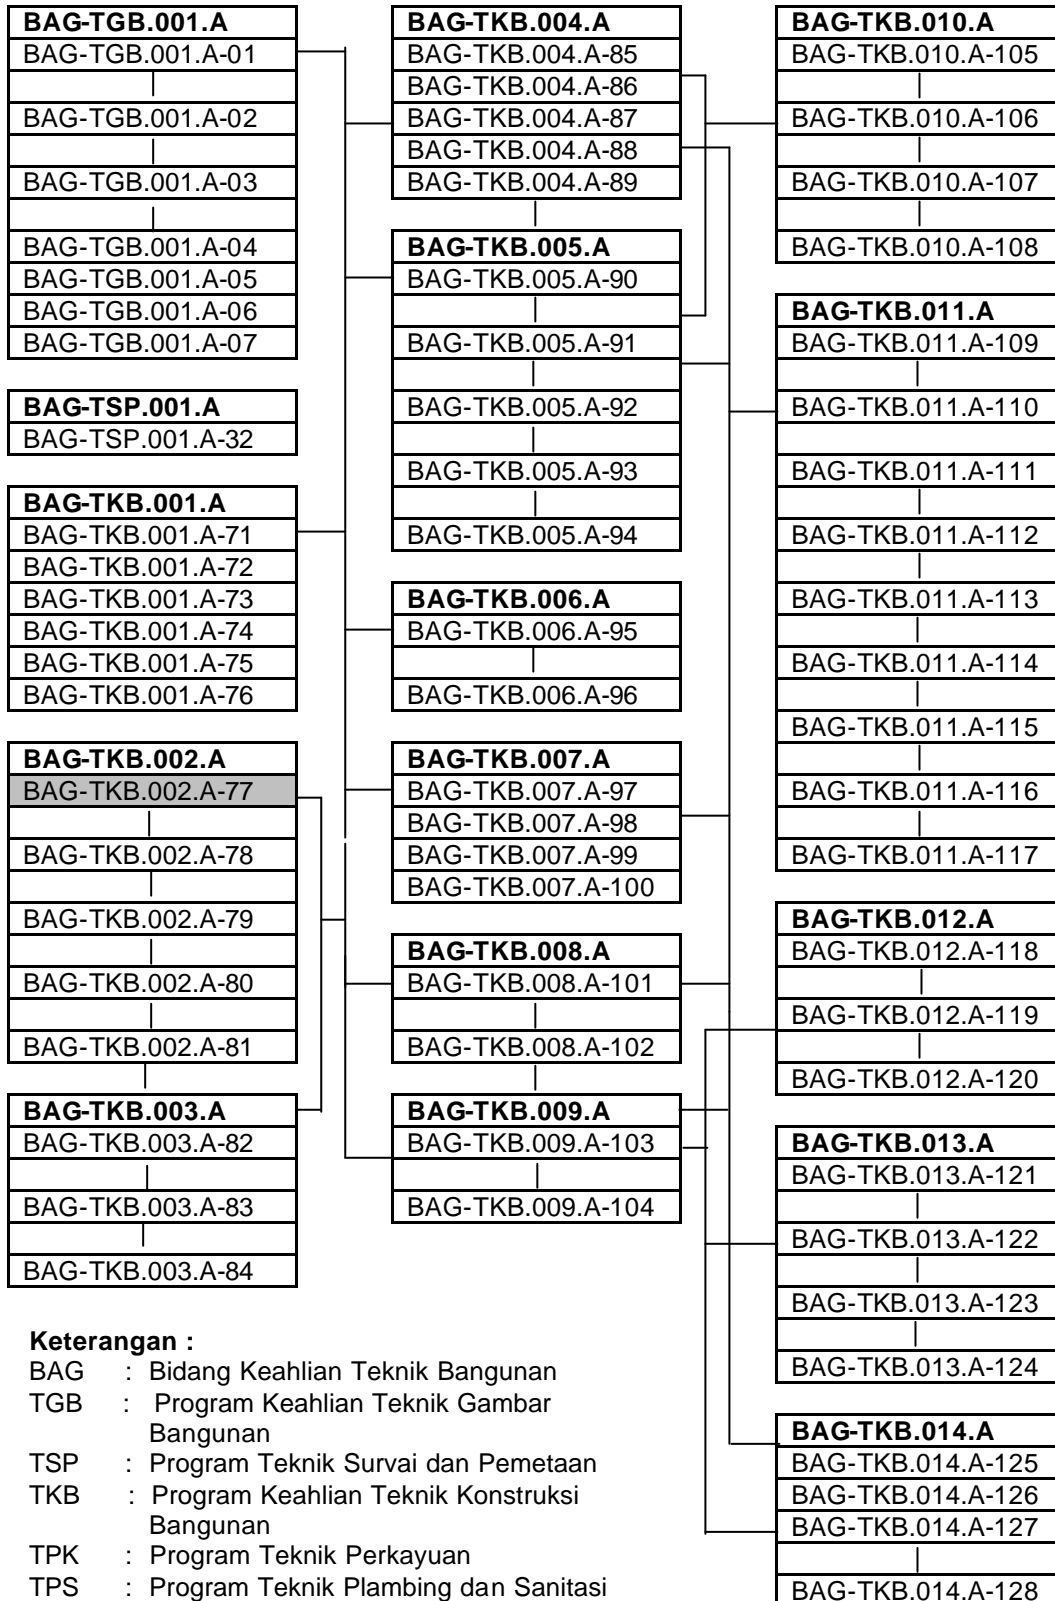 BAG-TGB.001.A
BAG-TGB.001.A-01
BAG-TGB.001.A-02
BAG-TGB.001.A-03
BAG-TGB.001.A-04
BAG-TGB.001.A-05
BAG-TGB.001.A-06
BAG-TGB.001.A-07
BAG-TSP.001.A
BAG-TSP.001.A-32
BAG-TKB.001.A
BAG-TKB.001.A-71
BAG-TKB.001.A-72
BAG-TKB.001.A-73
BAG-TKB.001.A-74
BAG-TKB.001.A-75
BAG-TKB.001.A-76
BAG-TKB.002.A
BAG-TKB.002.A-77
BAG-TKB.002.A-78
BAG-TKB.002.A-79
BAG-TKB.002.A-80
BAG-TKB.002.A-81
BAG-TKB.003.A
BAG-TKB.003.A-82
BAG-TKB.003.A-83
BAG-TKB.003.A-84
BAG-TKB.004.A
BAG-TKB.004.A-85
BAG-TKB.004.A-86
BAG-TKB.004.A-87
BAG-TKB.004.A-88
BAG-TKB.004.A-89
BAG-TKB.005.A
BAG-TKB.005.A-90
BAG-TKB.005.A-91
BAG-TKB.005.A-92
BAG-TKB.005.A-93
BAG-TKB.005.A-94
BAG-TKB.006.A
BAG-TKB.006.A-95
BAG-TKB.006.A-96
BAG-TKB.007.A
BAG-TKB.007.A-97
BAG-TKB.007.A-98
BAG-TKB.007.A-99
BAG-TKB.007.A-100
BAG-TKB.008.A
BAG-TKB.008.A-101
BAG-TKB.008.A-102
BAG-TKB.009.A
BAG-TKB.009.A-103
BAG-TKB.009.A-104
BAG-TKB.010.A
BAG-TKB.010.A-105
BAG-TKB.010.A-106
BAG-TKB.010.A-107
BAG-TKB.010.A-108
BAG-TKB.011.A
BAG-TKB.011.A-109
BAG-TKB.011.A-110
BAG-TKB.011.A-111
BAG-TKB.011.A-112
BAG-TKB.011.A-113
BAG-TKB.011.A-114
BAG-TKB.011.A-115
BAG-TKB.011.A-116
BAG-TKB.011.A-117
BAG-TKB.012.A
BAG-TKB.012.A-118
BAG-TKB.012.A-119
BAG-TKB.012.A-120
BAG-TKB.013.A
BAG-TKB.013.A-121
BAG-TKB.013.A-122
BAG-TKB.013.A-123
BAG-TKB.013.A-124
BAG-TKB.014.A
BAG-TKB.014.A-125
BAG-TKB.014.A-126
BAG-TKB.014.A-127
BAG-TKB.014.A-128
Keterangan :
BAG : Bidang Keahlian Teknik Bangunan
TGB : Program Keahlian Teknik Gambar
Bangunan
TSP : Program Teknik Survai dan Pemetaan
TKB : Program Keahlian Teknik Konstruksi
Bangunan
TPK : Program Teknik Perkayuan
TPS : Program Teknik Plambing dan Sanitasi